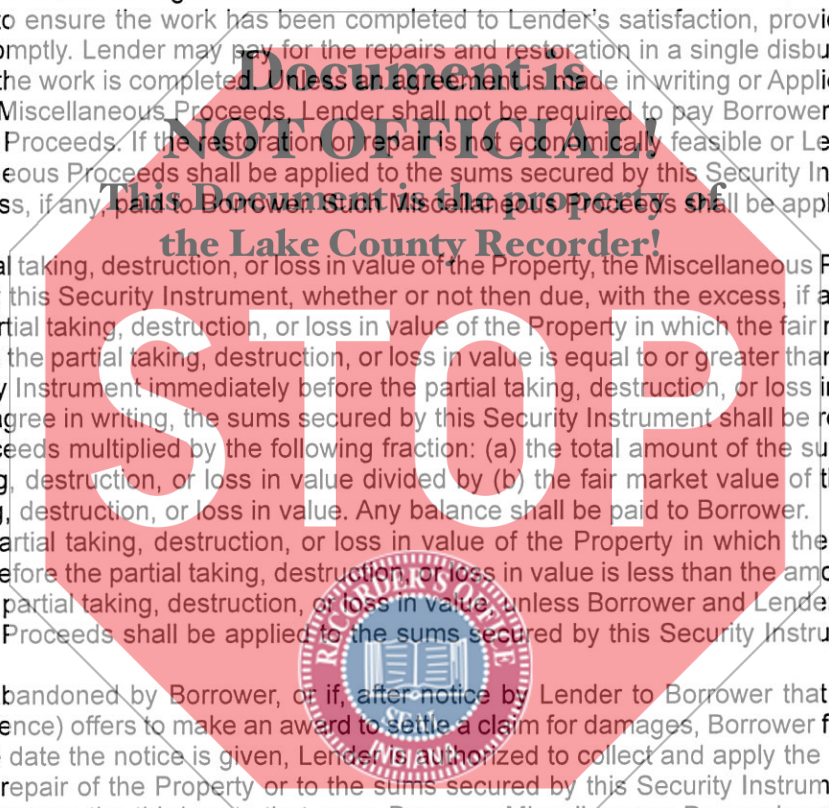 to ensure the work has been completed to Lender's satisfaction, provi
omptly. Lender may pay for the repairs and restoration in a single disbu
the work is completed. Unless an agreement is made in writing or Appli
Miscellaneous Proceeds, Lender shall not be required to pay Borrower
Proceeds. If the restoration or repair is not economically feasible or Le
eous Proceeds shall be applied to the sums secured by this Security In
ss, if any, paid to Borrower. Such Miscellaneous Proceeds shall be appl
Document is
NOT OFFICIAL!
This Document is the property of
the Lake County Recorder!
al taking, destruction, or loss in value of the Property, the Miscellaneous P
this Security Instrument, whether or not then due, with the excess, if a
rtial taking, destruction, or loss in value of the Property in which the fair
the partial taking, destruction, or loss in value is equal to or greater than
y Instrument immediately before the partial taking, destruction, or loss i
agree in writing, the sums secured by this Security Instrument shall be r
ceeds multiplied by the following fraction: (a) the total amount of the su
g, destruction, or loss in value divided by (b) the fair market value of t
g, destruction, or loss in value. Any balance shall be paid to Borrower.
STOP
artial taking, destruction, or loss in value of the Property in which the
efore the partial taking, destruction, or loss in value is less than the amo
partial taking, destruction, or loss in value, unless Borrower and Lende
Proceeds shall be applied to the sums secured by this Security Instru
bandoned by Borrower, or if, after notice by Lender to Borrower that
ence) offers to make an award to settle a claim for damages, Borrower f
date the notice is given, Lender is authorized to collect and apply the
repair of the Property or to the sums secured by this Security Instrum
RECORDER'S OFFICE
SEAL
INDIANA